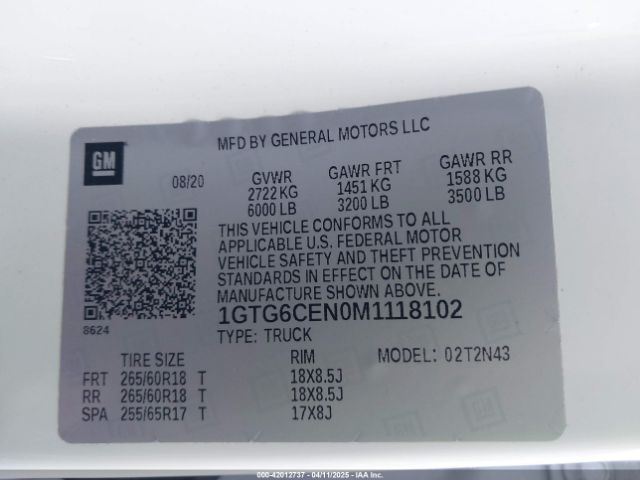 GM
MFD BY GENERAL MOTORS LLC
08/20
GVWR GAWR FRT GAWR RR
2722 KG 1451 KG 1588 KG
6000 LB 3200 LB 3500 LB
THIS VEHICLE CONFORMS TO ALL
APPLICABLE U.S. FEDERAL MOTOR
VEHICLE SAFETY AND THEFT PREVENTION
STANDARDS IN EFFECT ON THE DATE OF
MANUFACTURE SHOWN ABOVE.
8624
1GTG6CEN0M1118102
TYPE: TRUCK
TIRE SIZE RIM MODEL: 02T2N43
FRT 265/60R18 T 18X8.5J
RR 265/60R18 T 18X8.5J
SPA 255/65R17 T 17X8J
000-42012737 - 04/11/2025 - IAA Inc.